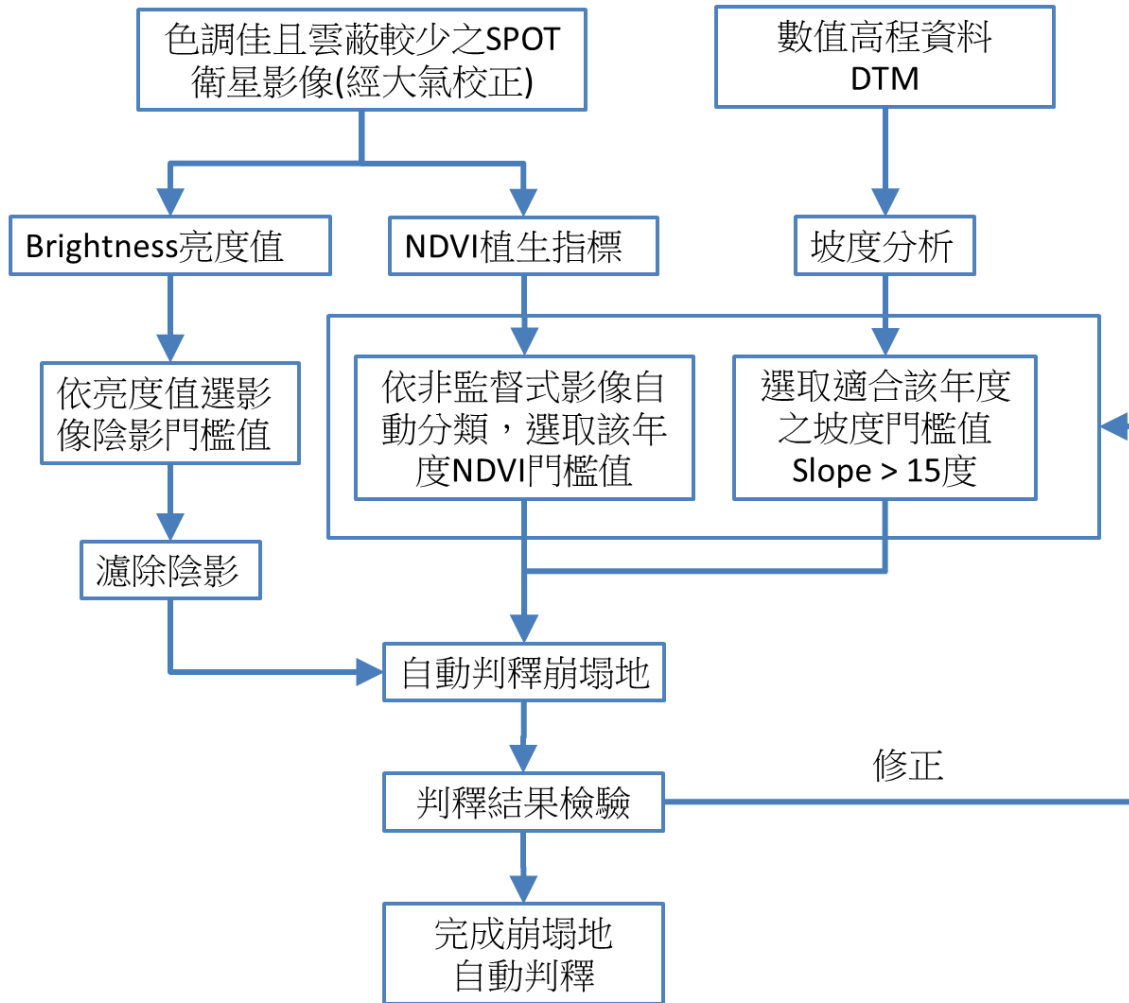 色調佳且雲蔽較少之SPOT
衛星影像(經大氣校正)
數值高程資料
DTM
Brightness亮度值
NDVI植生指標
坡度分析
依亮度值選影
像陰影門檻值
依非監督式影像自
動分類，選取該年
度NDVI門檻值
選取適合該年度
之坡度門檻值
Slope > 15度
濾除陰影
自動判釋崩塌地
判釋結果檢驗
修正
完成崩塌地
自動判釋